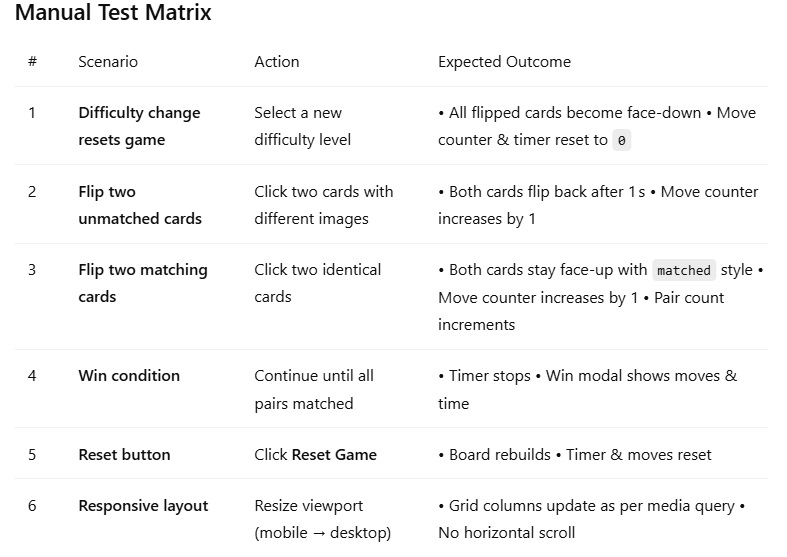 Manual Test Matrix
# Scenario Action Expected Outcome
1 Difficulty change Select a new • All flipped cards become face-down • Move
resets game difficulty level counter & timer reset to 0
2 Flip two Click two cards with • Both cards flip back after 1 s • Move counter
unmatched cards different images increases by 1
3 Flip two matching Click two identical • Both cards stay face-up with matched style •
cards cards Move counter increases by 1 • Pair count
increments
4 Win condition Continue until all • Timer stops • Win modal shows moves &
pairs matched time
5 Reset button Click Reset Game • Board rebuilds • Timer & moves reset
6 Responsive layout Resize viewport • Grid columns update as per media query •
(mobile → desktop) No horizontal scroll